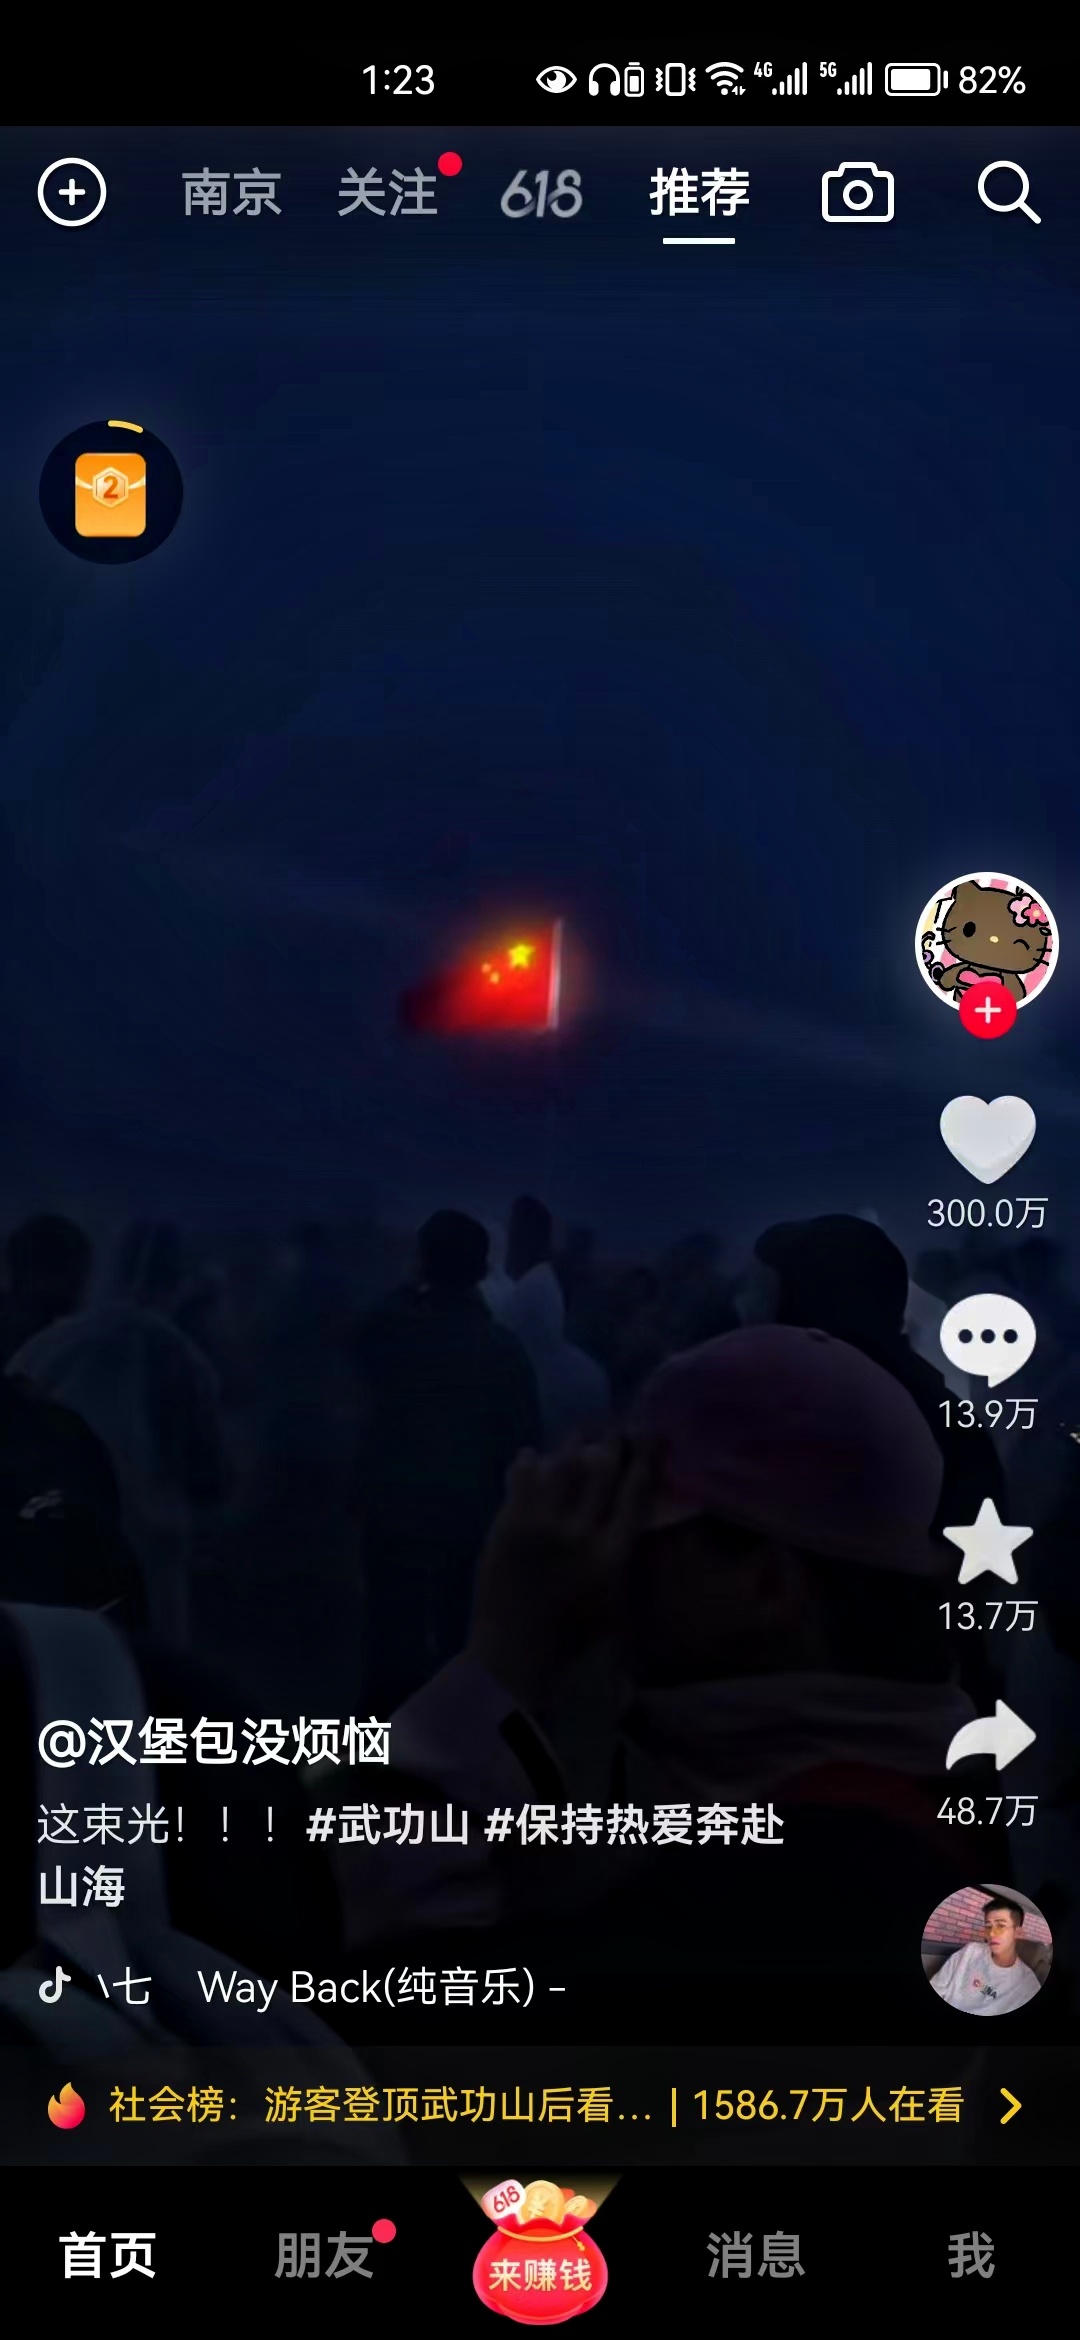 1:23
4G
5G
82%
南京 关注 618 推荐
2
300.0万
13.9万
13.7万
48.7万
@汉堡包没烦恼
这束光！！！ #武功山 #保持热爱奔赴
山海
七 Way Back(纯音乐) -
社会榜：游客登顶武功山后看... | 1586.7万人在看
618
来赚钱
首页 朋友 消息 我